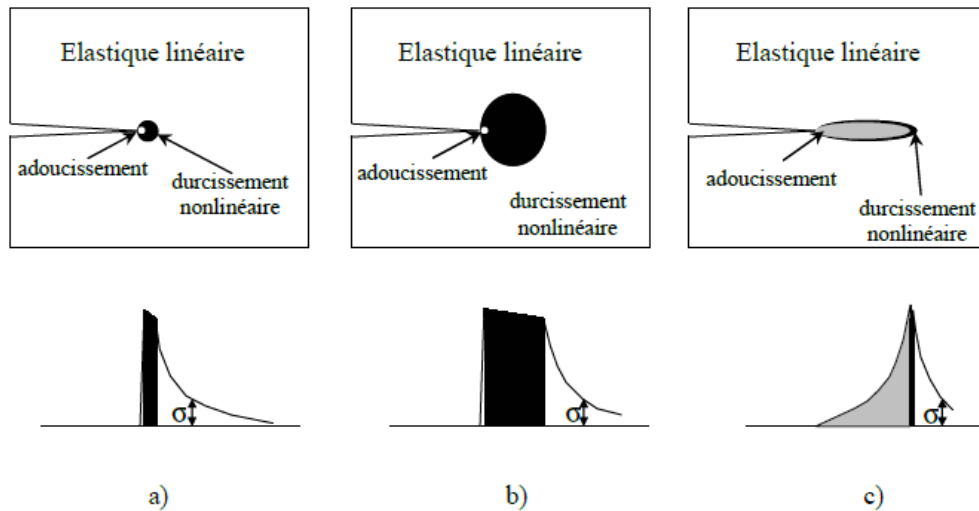 Elastique linéaire
adoucissement
durcissement
nonlinéaire
σ
a)
Elastique linéaire
adoucissement
durcissement
nonlinéaire
σ
b)
Elastique linéaire
adoucissement
durcissement
nonlinéaire
σ
c)